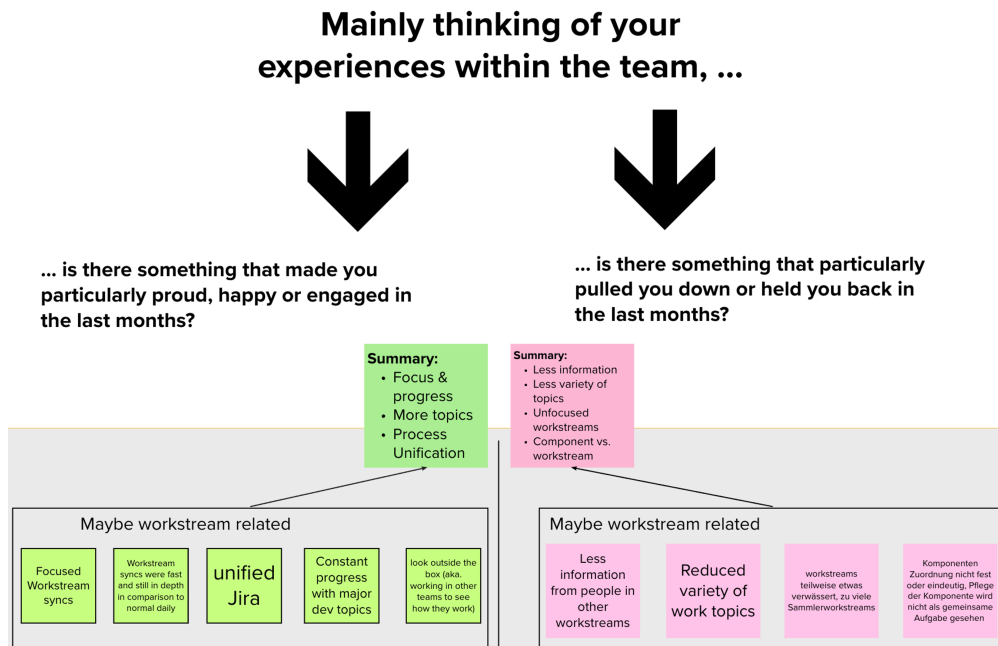 Mainly thinking of your
experiences within the team, ...
... is there something that made you
particularly proud, happy or engaged in
the last months?
... is there something that particularly
pulled you down or held you back in
the last months?
Summary:
• Focus &
progress
• More topics
• Process
Unification
Summary:
• Less information
• Less variety of
topics
• Unfocused
workstreams
• Component vs.
workstream
Maybe workstream related
Focused
Workstream
syncs
Workstream
syncs were fast
and still in depth
in comparison to
normal daily
unified
Jira
Constant
progress
with major
dev topics
look outside the
box (aka.
working in other
teams to see
how they work)
Maybe workstream related
Less
information
from people in
other
workstreams
Reduced
variety of
work topics
workstreams
teilweise etwas
verwässert, zu viele
Sammlerworkstreams
Komponenten
Zuordnung nicht fest
oder eindeutig, Pflege
der Komponente wird
nicht als gemeinsame
Aufgabe gesehen